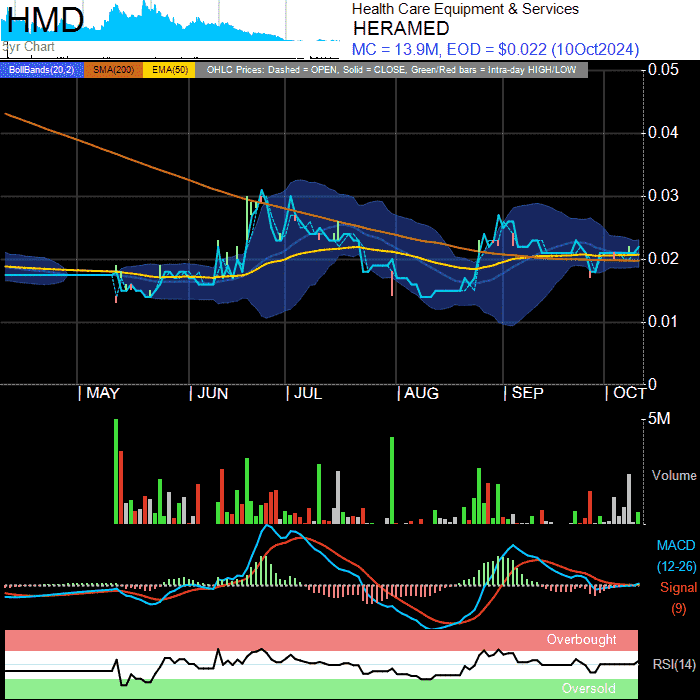 HMD
5yr Chart
Health Care Equipment & Services
HERAMED
MC = 13.9M, EOD = $0.022 (10Oct2024)
BollBands(20,2) SMA(200) EMA(50) OHLC Prices: Dashed = OPEN, Solid = CLOSE, Green/Red bars = Intra-day HIGH/LOW
0.05
0.04
0.03
0.02
0.01
0
MAY JUN JUL AUG SEP OCT
5M
Volume
MACD
(12-26)
Signal
(9)
Overbought
RSI(14)
Oversold